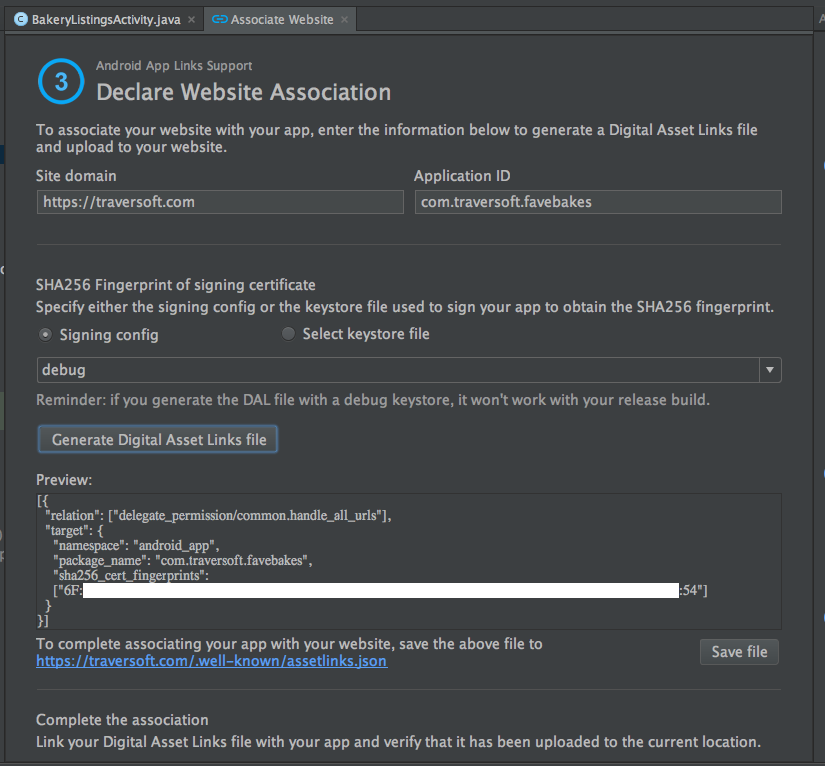 C BakeryListingsActivity.java × Associate Website ×
3
Android App Links Support
Declare Website Association
To associate your website with your app, enter the information below to generate a Digital Asset Links file
and upload to your website.
Site domain Application ID
https://traversoft.com com.traversoft.favebakes
SHA256 Fingerprint of signing certificate
Specify either the signing config or the keystore file used to sign your app to obtain the SHA256 fingerprint.
Signing config Select keystore file
debug
Reminder: if you generate the DAL file with a debug keystore, it won't work with your release build.
Generate Digital Asset Links file
Preview:
[{
"relation": ["delegate_permission/common.handle_all_urls"],
"target": {
"namespace": "android_app",
"package_name": "com.traversoft.favebakes",
"sha256_cert_fingerprints":
["6F: :54"]
}
}]
To complete associating your app with your website, save the above file to
https://traversoft.com/.well-known/assetlinks.json
Save file
Complete the association
Link your Digital Asset Links file with your app and verify that it has been uploaded to the current location.